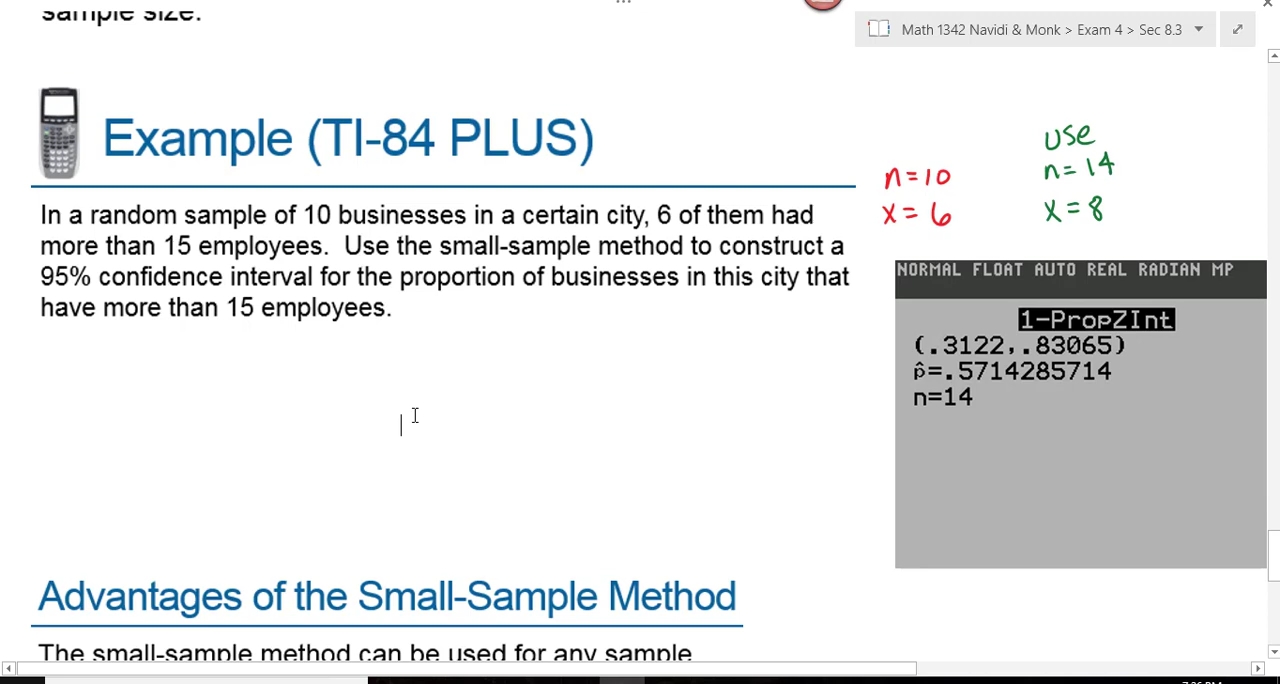 sample size.
Math 1342 Navidi & Monk > Exam 4 > Sec 8.3
Example (TI-84 PLUS)
n=10
x=6
use
n=14
x=8
In a random sample of 10 businesses in a certain city, 6 of them had
more than 15 employees.  Use the small-sample method to construct a
95% confidence interval for the proportion of businesses in this city that
have more than 15 employees.
NORMAL FLOAT AUTO REAL RADIAN MP
1-PropZInt
(.3122,.83065)
p̂=.5714285714
n=14
Advantages of the Small-Sample Method
The small-sample method can be used for any sample